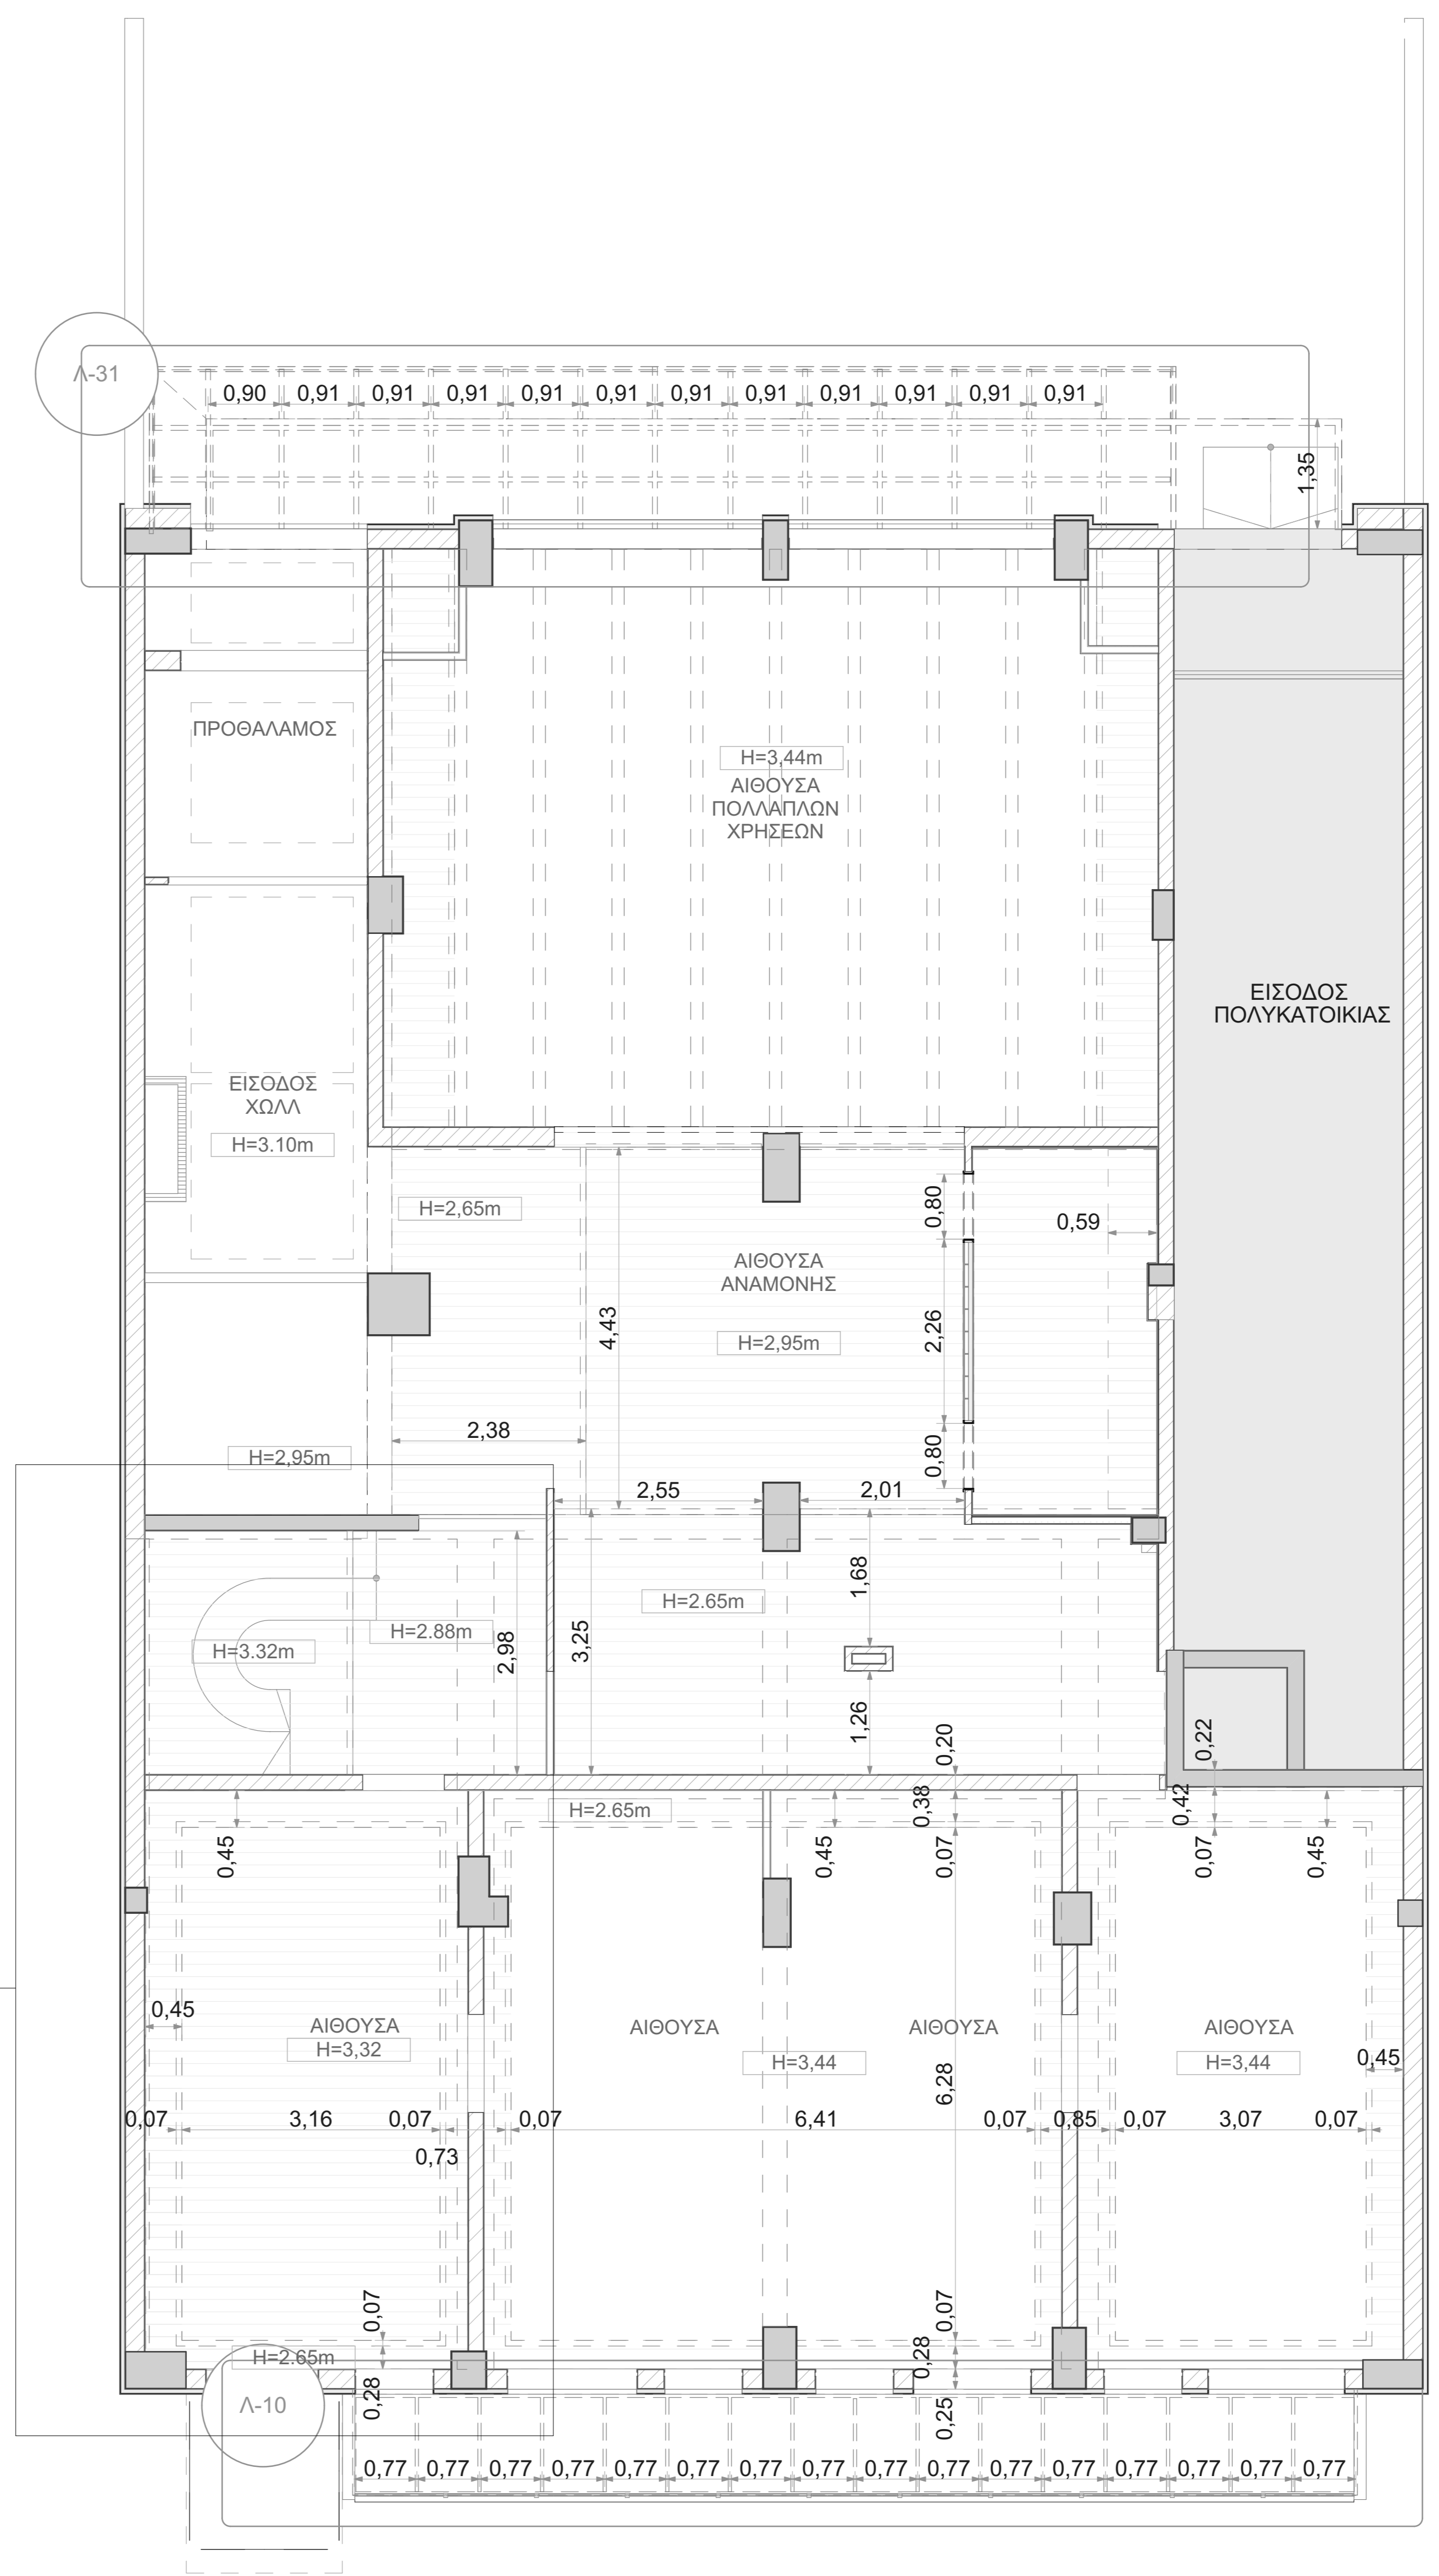 Λ-31
0,90 0,91 0,91 0,91 0,91 0,91 0,91 0,91 0,91 0,91 0,91 0,91
1,35
ΠΡΟΘΑΛΑΜΟΣ
H=3,44m
ΑΙΘΟΥΣΑ
ΠΟΛΛΑΠΛΩΝ
ΧΡΗΣΕΩΝ
ΕΙΣΟΔΟΣ
ΠΟΛΥΚΑΤΟΙΚΙΑΣ
ΕΙΣΟΔΟΣ
ΧΩΛΛ
H=3.10m
H=2,65m
0,80
0,59
ΑΙΘΟΥΣΑ
ΑΝΑΜΟΝΗΣ
4,43
2,26
H=2,95m
2,38
0,80
H=2,95m
2,55
2,01
1,68
H=2.65m
H=2.88m
H=3.32m
2,98
3,25
1,26
0,20
0,22
H=2.65m
0,38
0,42
0,45
0,45
0,07
0,07
0,45
0,45
ΑΙΘΟΥΣΑ
H=3,32
ΑΙΘΟΥΣΑ
ΑΙΘΟΥΣΑ
H=3,44
ΑΙΘΟΥΣΑ
H=3,44
0,45
6,28
0,07 3,16 0,07 0,07 6,41 0,07 0,85 0,07 3,07 0,07
0,73
0,07
0,07
H=2.65m
0,28
0,28
Λ-10
0,25
0,77 0,77 0,77 0,77 0,77 0,77 0,77 0,77 0,77 0,77 0,77 0,77 0,77 0,77 0,77 0,77